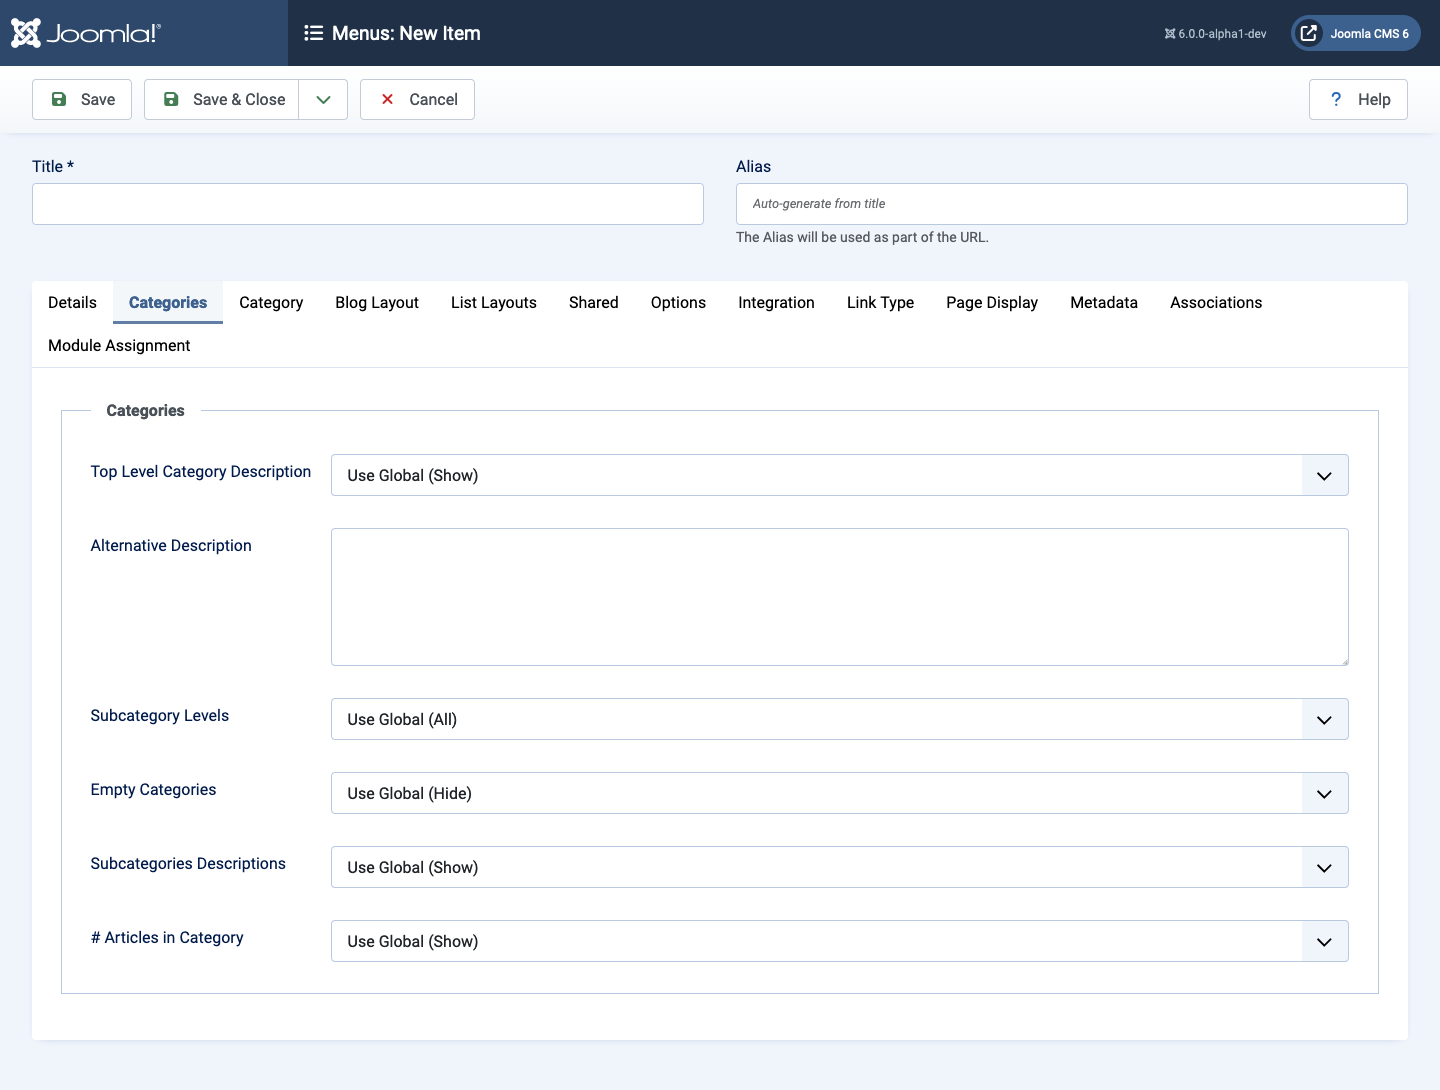 Joomla!® Menus: New Item 6.0.0-alpha1-dev Joomla CMS 6
Save Save & Close Cancel ? Help
Title * Alias
Auto-generate from title
The Alias will be used as part of the URL.
Details Categories Category Blog Layout List Layouts Shared Options Integration Link Type Page Display Metadata Associations
Module Assignment
Categories
Top Level Category Description Use Global (Show)
Alternative Description
Subcategory Levels Use Global (All)
Empty Categories Use Global (Hide)
Subcategories Descriptions Use Global (Show)
# Articles in Category Use Global (Show)